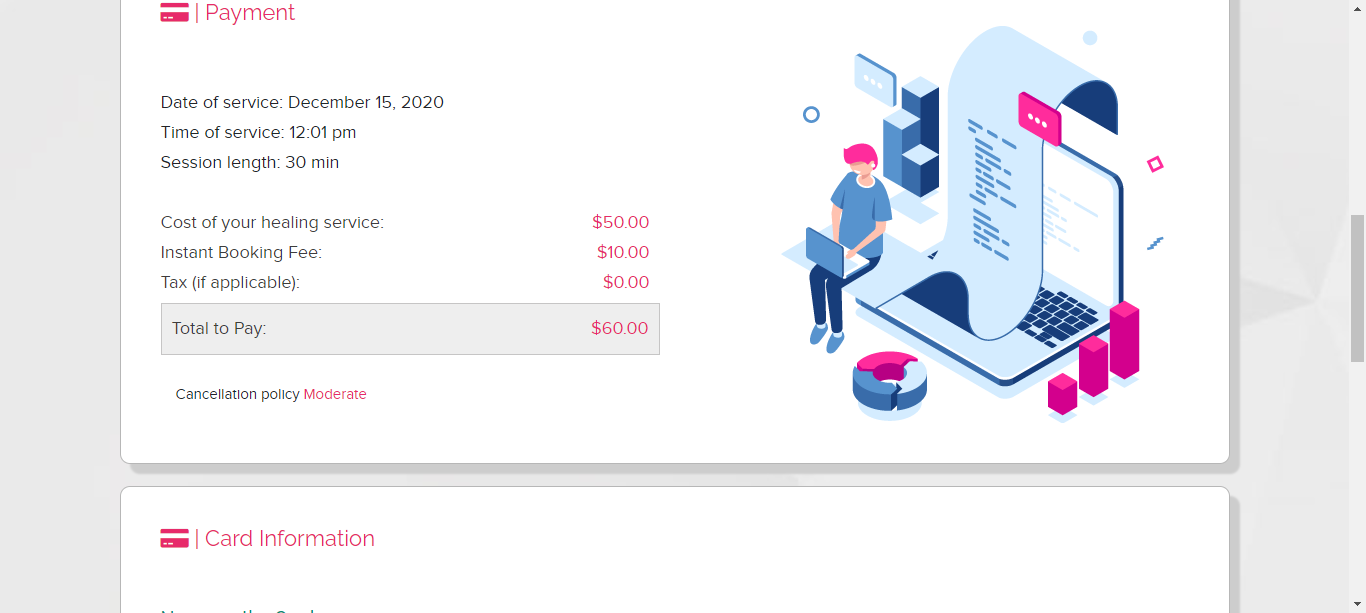 | Payment
Date of service: December 15, 2020
Time of service: 12:01 pm
Session length: 30 min
Cost of your healing service: $50.00
Instant Booking Fee: $10.00
Tax (if applicable): $0.00
Total to Pay: $60.00
Cancellation policy Moderate
| Card Information